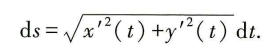 ds = √(x′²(t) + y′²(t)) dt.